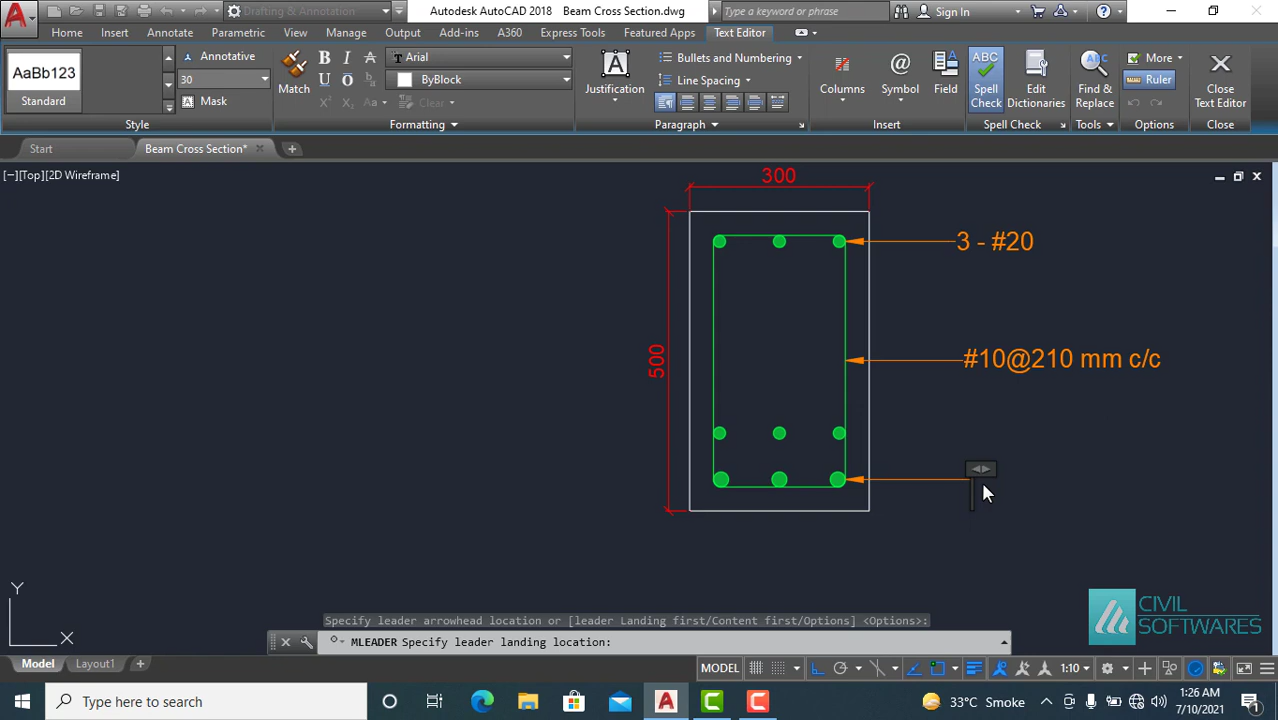 Drafting & Annotation
Autodesk AutoCAD 2018 Beam Cross Section.dwg
Type a keyword or phrase
Sign In
Home Insert Annotate Parametric View Manage Output Add-ins A360 Express Tools Featured Apps Text Editor
AaBb123
Standard
Annotative
30
Mask
Style
Match
Arial
ByBlock
Clear
Formatting
Justification
Bullets and Numbering
Line Spacing
Paragraph
Columns
Symbol
Field
Insert
ABC
Spell
Check
Edit
Dictionaries
Spell Check
Find &
Replace
Tools
More
Ruler
Options
Close
Text Editor
Close
Start
Beam Cross Section*
[−][Top][2D Wireframe]
300
3 - #20
500
#10@210 mm c/c
Y
X
CIVIL
SOFTWARES
Specify leader arrowhead location or [leader Landing first/Content first/Options] <Options>:
MLEADER Specify leader landing location:
Model Layout1
MODEL
1:10
Type here to search
33°C Smoke
1:26 AM
7/10/2021
1